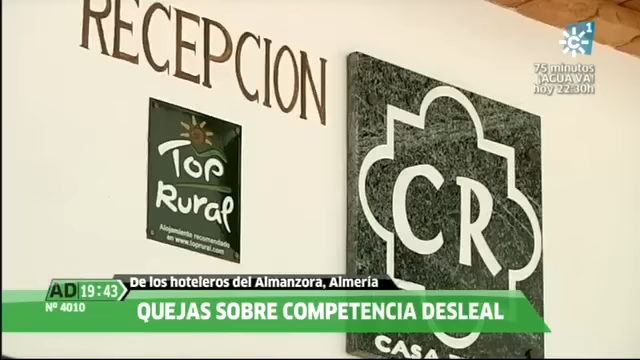 RECEPCION
C 1
75 minutos
¡AGUA VA!
hoy 22:30h
Top
Rural
Alojamiento recomendado
en www.toprural.com
CR
CASA
De los hoteleros del Almanzora, Almería
AD 19:43
Nº 4010
QUEJAS SOBRE COMPETENCIA DESLEAL